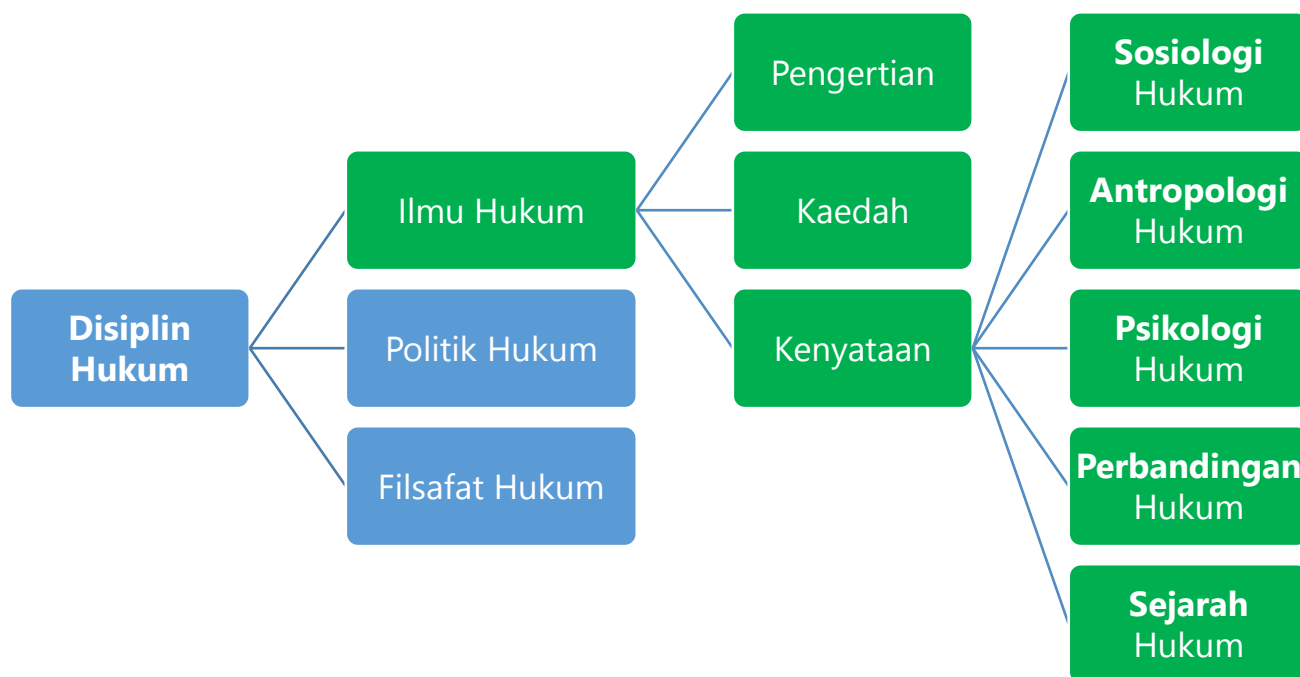 Disiplin
Hukum
Ilmu Hukum
Politik Hukum
Filsafat Hukum
Pengertian
Kaedah
Kenyataan
Sosiologi
Hukum
Antropologi
Hukum
Psikologi
Hukum
Perbandingan
Hukum
Sejarah
Hukum